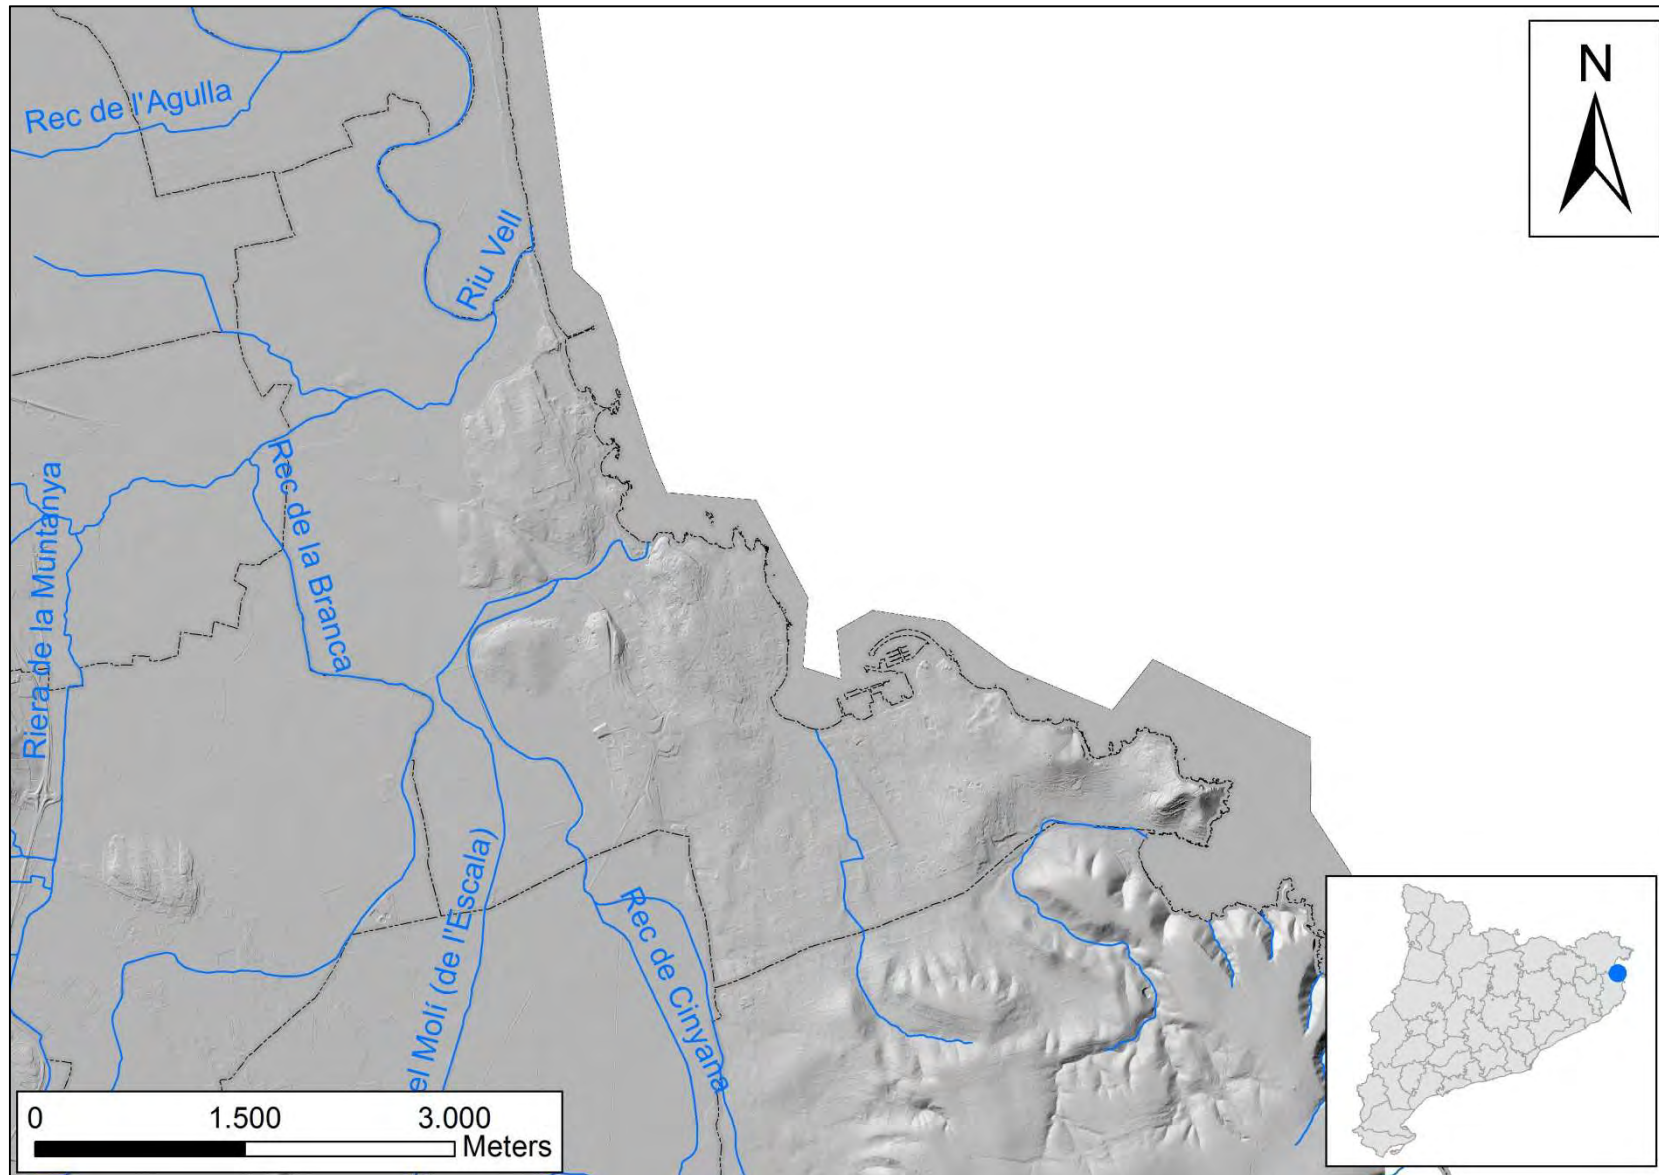 N
Rec de l'Agulla
Riu Vell
Rec de la Branca
Riera de la Muntanya
el Molí (de l'Escala)
Rec de Cinyana
0 1.500 3.000
Meters